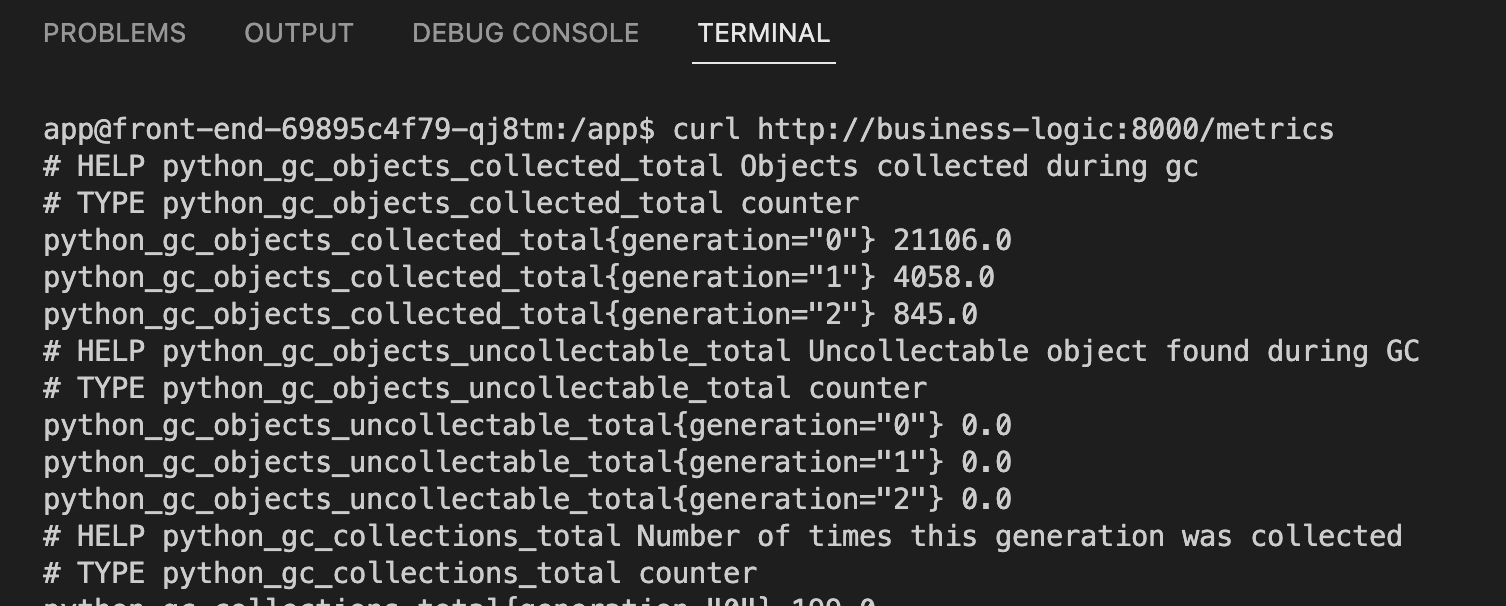 PROBLEMS OUTPUT DEBUG CONSOLE TERMINAL
app@front-end-69895c4f79-qj8tm:/app$ curl http://business-logic:8000/metrics
# HELP python_gc_objects_collected_total Objects collected during gc
# TYPE python_gc_objects_collected_total counter
python_gc_objects_collected_total{generation="0"} 21106.0
python_gc_objects_collected_total{generation="1"} 4058.0
python_gc_objects_collected_total{generation="2"} 845.0
# HELP python_gc_objects_uncollectable_total Uncollectable object found during GC
# TYPE python_gc_objects_uncollectable_total counter
python_gc_objects_uncollectable_total{generation="0"} 0.0
python_gc_objects_uncollectable_total{generation="1"} 0.0
python_gc_objects_uncollectable_total{generation="2"} 0.0
# HELP python_gc_collections_total Number of times this generation was collected
# TYPE python_gc_collections_total counter
python_gc_collections_total{generation="0"}